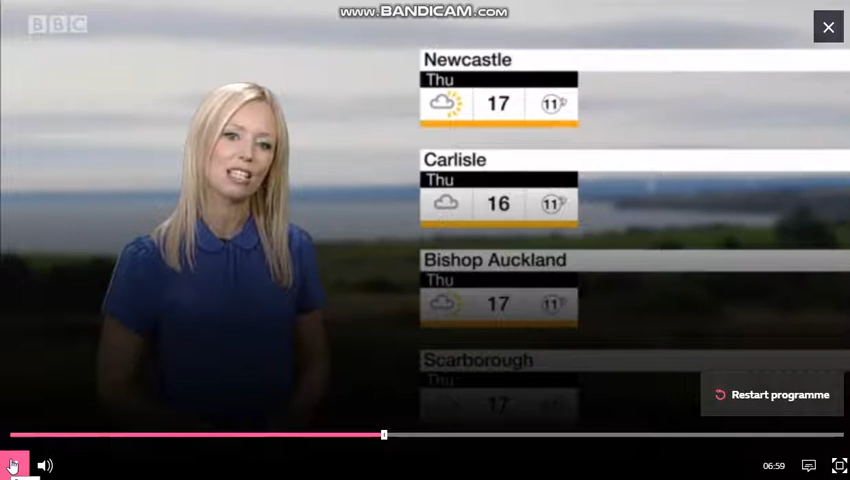 www.BANDICAM.com
BBC
Newcastle
Thu
17 11
Carlisle
Thu
16 11
Bishop Auckland
Thu
17 11
Scarborough
Thu
17
Restart programme
06:59